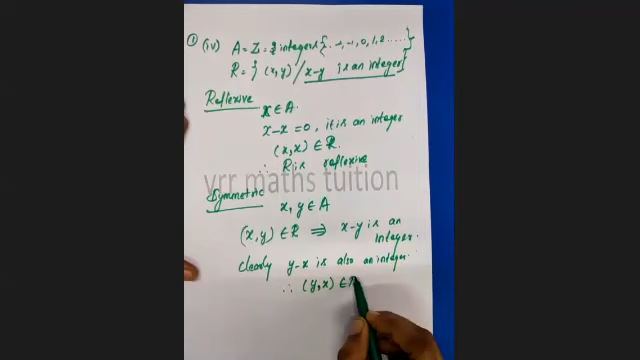 ① (iv) A = Z = { integers { .. -1, -1, 0, 1, 2 ..... }
R = { (x, y) / x-y is an integer }
Reflexive
x ∈ A.
x-x = 0, it is an integer
(x, x) ∈ R.
∴ R is reflexive
vrr maths tuition
Symmetric
x, y ∈ A
(x, y) ∈ R ⇒ x-y is an integer.
Clearly y-x is also an integer.
∴ (y, x) ∈ R